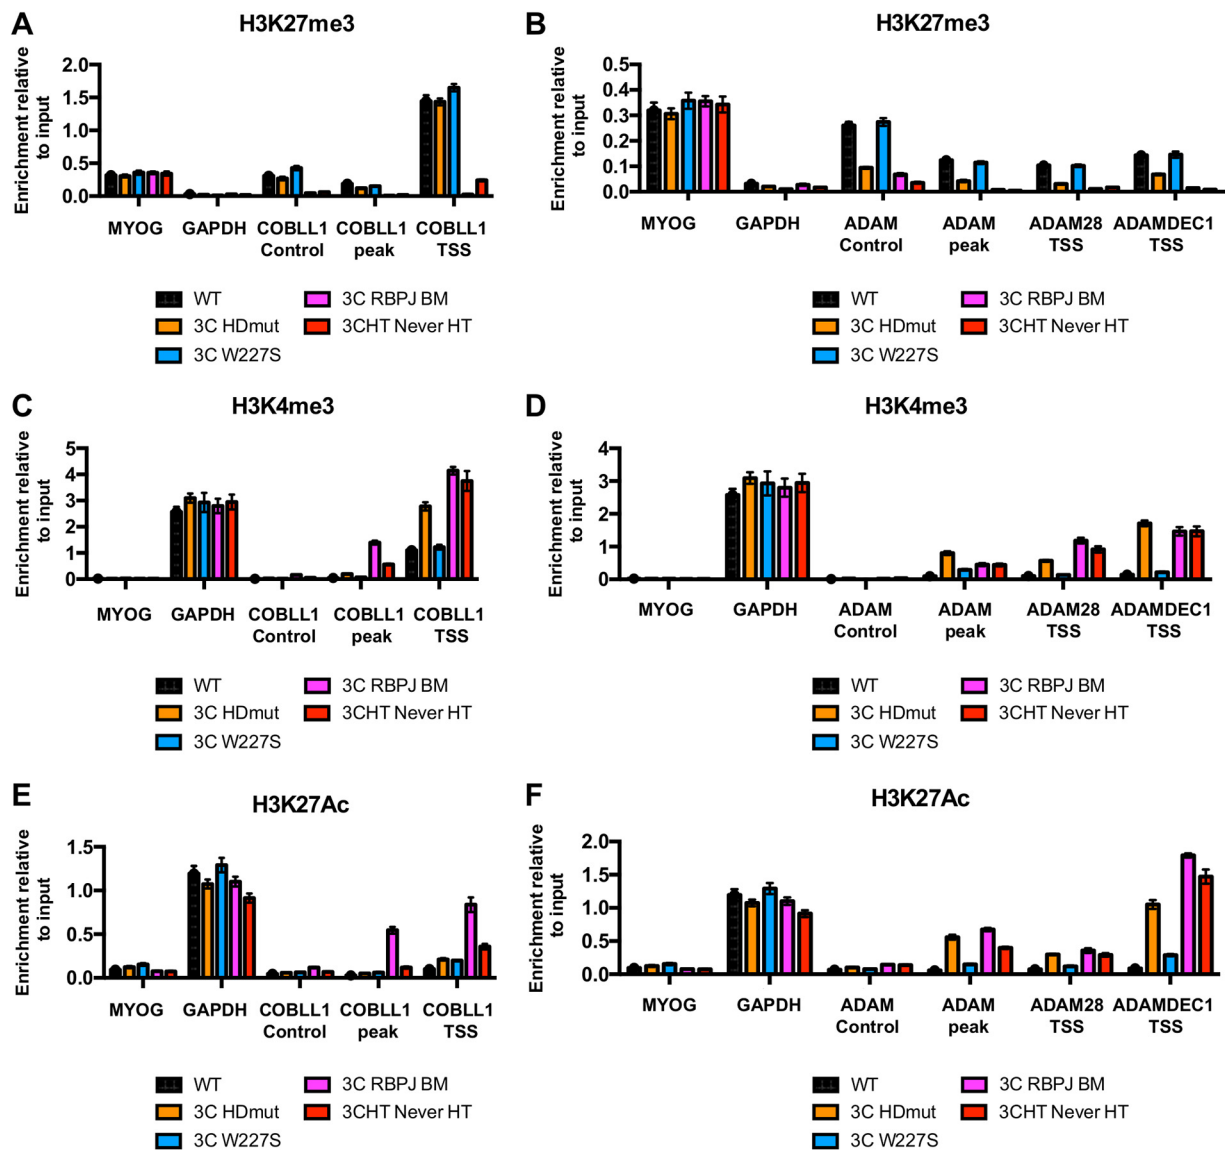 A
H3K27me3
Enrichment relative
to input
2.0
1.5
1.0
0.5
0.0
MYOG GAPDH COBLL1 COBLL1 COBLL1
Control peak TSS
WT 3C RBPJ BM
3C HDmut 3CHT Never HT
3C W227S
B
H3K27me3
Enrichment relative
to input
0.5
0.4
0.3
0.2
0.1
0.0
MYOG GAPDH ADAM ADAM ADAM28 ADAMDEC1
Control peak TSS TSS
WT 3C RBPJ BM
3C HDmut 3CHT Never HT
3C W227S
C
H3K4me3
Enrichment relative
to input
5
4
3
2
1
0
MYOG GAPDH COBLL1 COBLL1 COBLL1
Control peak TSS
WT 3C RBPJ BM
3C HDmut 3CHT Never HT
3C W227S
D
H3K4me3
Enrichment relative
to input
4
3
2
1
0
MYOG GAPDH ADAM ADAM ADAM28 ADAMDEC1
Control peak TSS TSS
WT 3C RBPJ BM
3C HDmut 3CHT Never HT
3C W227S
E
H3K27Ac
Enrichment relative
to input
1.5
1.0
0.5
0.0
MYOG GAPDH COBLL1 COBLL1 COBLL1
Control peak TSS
WT 3C RBPJ BM
3C HDmut 3CHT Never HT
3C W227S
F
H3K27Ac
Enrichment relative
to input
2.0
1.5
1.0
0.5
0.0
MYOG GAPDH ADAM ADAM ADAM28 ADAMDEC1
Control peak TSS TSS
WT 3C RBPJ BM
3C HDmut 3CHT Never HT
3C W227S